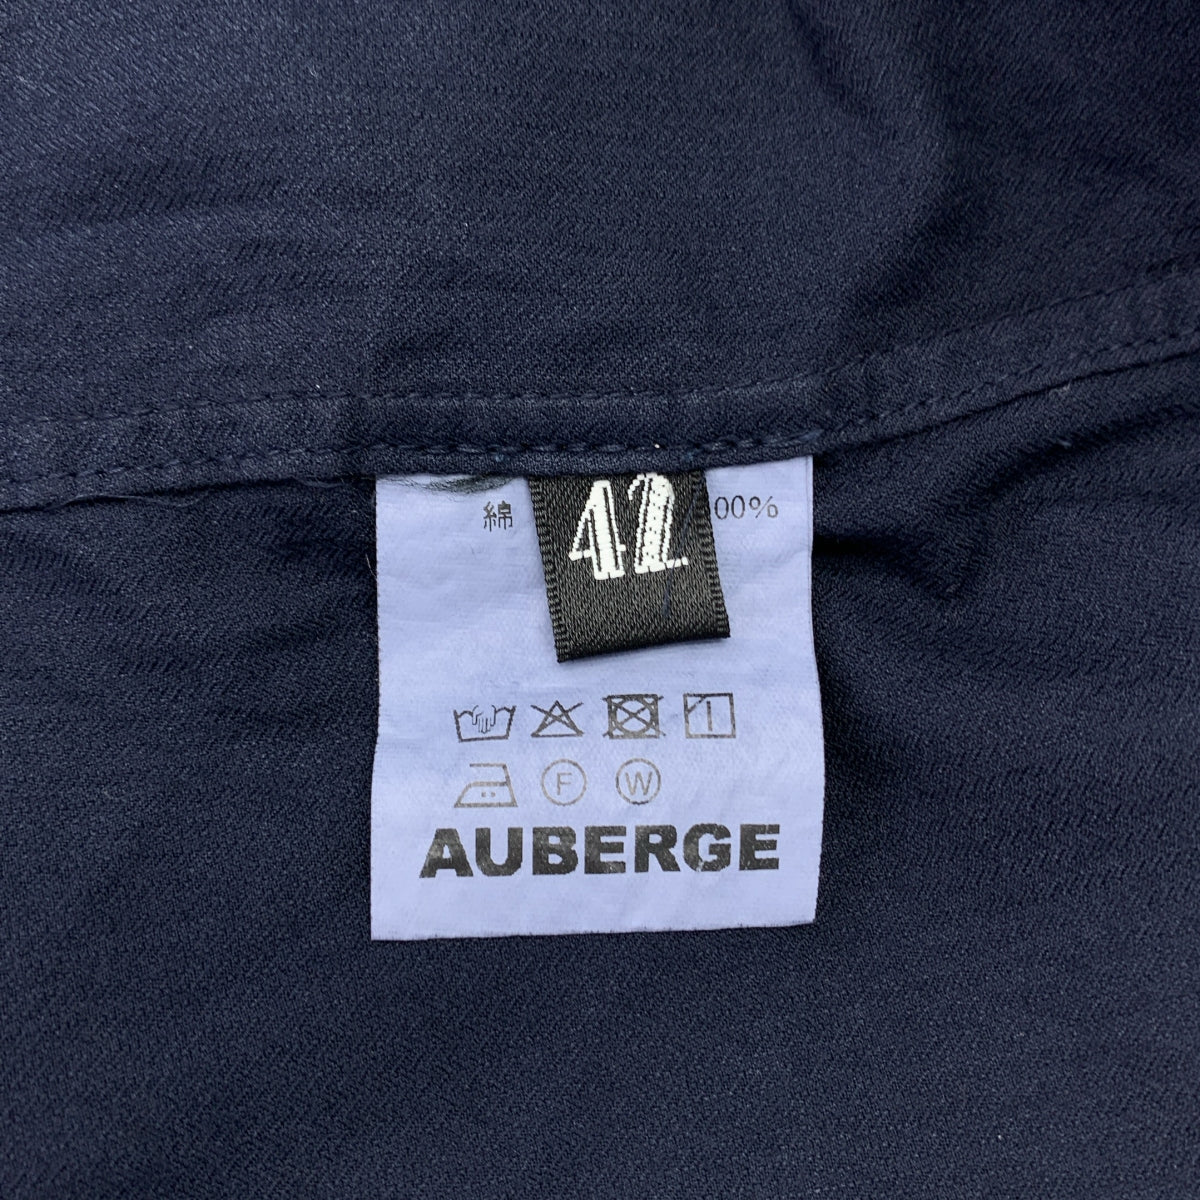 綿 42 00%
F W
AUBERGE